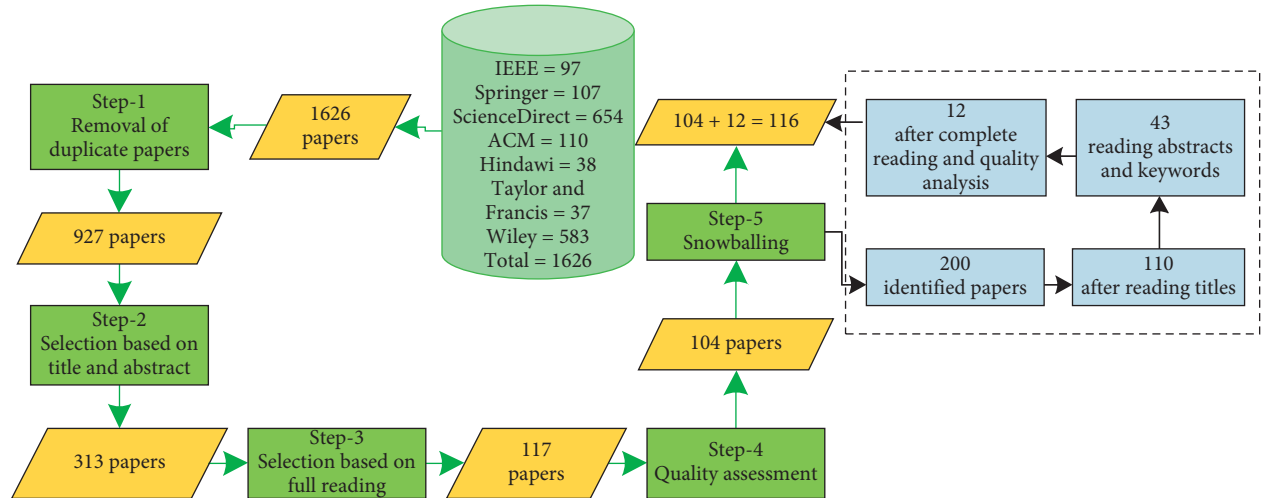 IEEE = 97
Springer = 107
ScienceDirect = 654
ACM = 110
Hindawi = 38
Taylor and
Francis = 37
Wiley = 583
Total = 1626
1626
papers
Step-1
Removal of
duplicate papers
927 papers
Step-2
Selection based on
title and abstract
313 papers
Step-3
Selection based on
full reading
117
papers
Step-4
Quality assessment
104 papers
Step-5
Snowballing
200
identified papers
110
after reading titles
43
reading abstracts
and keywords
12
after complete
reading and quality
analysis
104 + 12 = 116